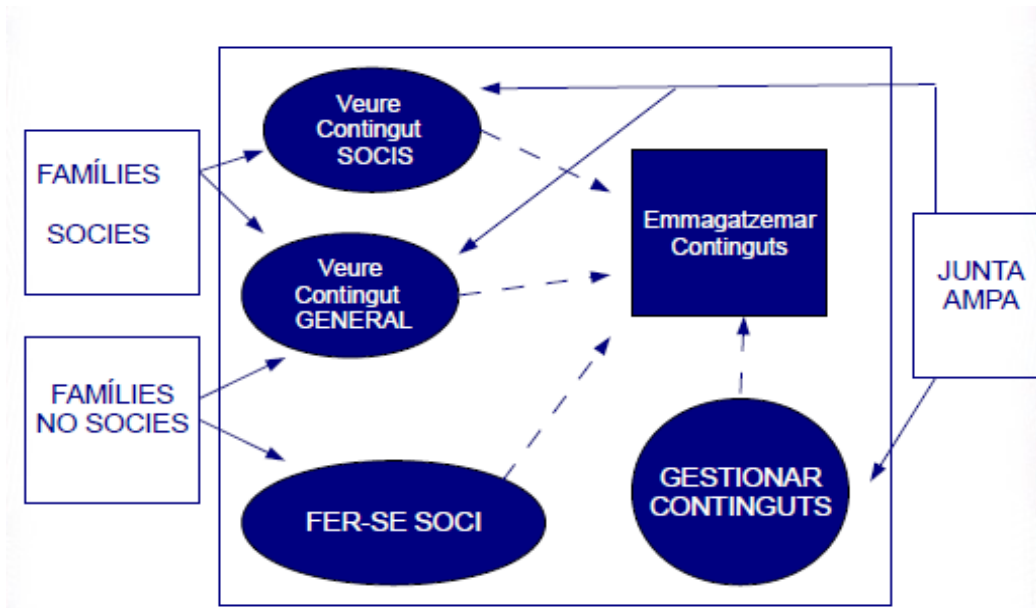 Veure
Contingut
SOCIS
FAMÍLIES
SOCIES
Emmagatzemar
Continguts
Veure
Contingut
GENERAL
JUNTA
AMPA
FAMÍLIES
NO SOCIES
GESTIONAR
CONTINGUTS
FER-SE SOCI